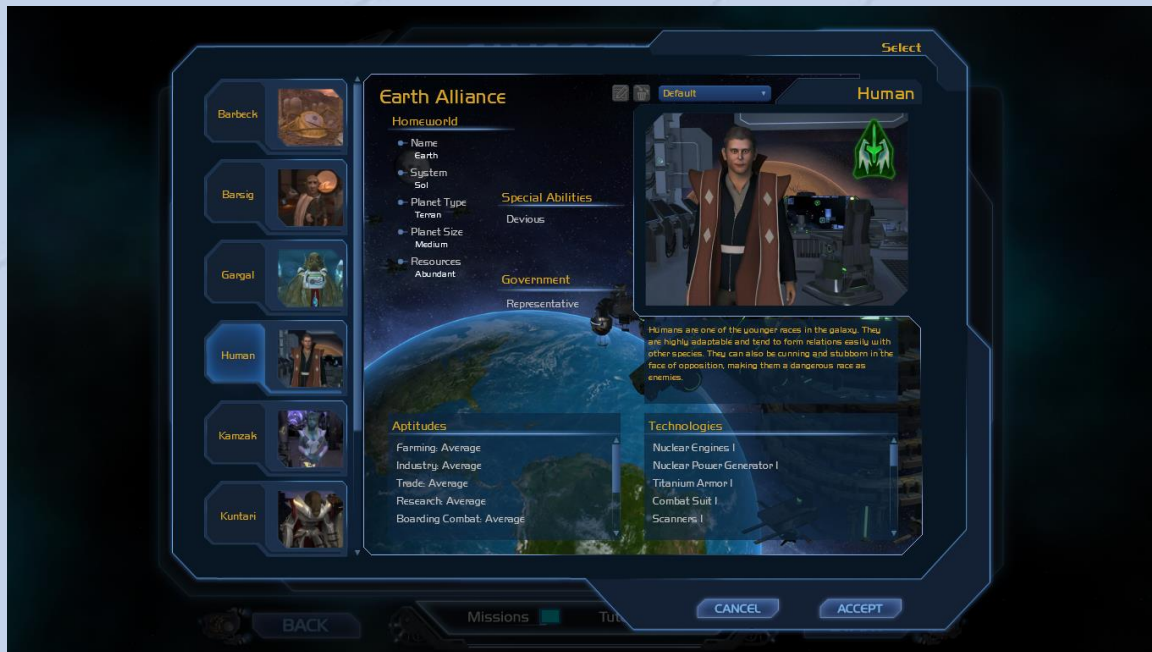 Select
Barbeck
Barsig
Gargal
Human
Kamzak
Kuntari
Earth Alliance
Default
Human
Homeworld
Name
Earth
System
Sol
Planet Type
Terran
Planet Size
Medium
Resources
Abundant
Special Abilities
Devious
Government
Representative
Humans are one of the younger races in the galaxy. They
are highly adaptable and tend to form relations easily with
other species. They can also be cunning and stubborn in the
face of opposition, making them a dangerous race as
enemies.
Aptitudes
Farming: Average
Industry: Average
Trade: Average
Research: Average
Boarding Combat: Average
Technologies
Nuclear Engines I
Nuclear Power Generator I
Titanium Armor I
Combat Suit I
Scanners I
CANCEL
ACCEPT
BACK
Missions